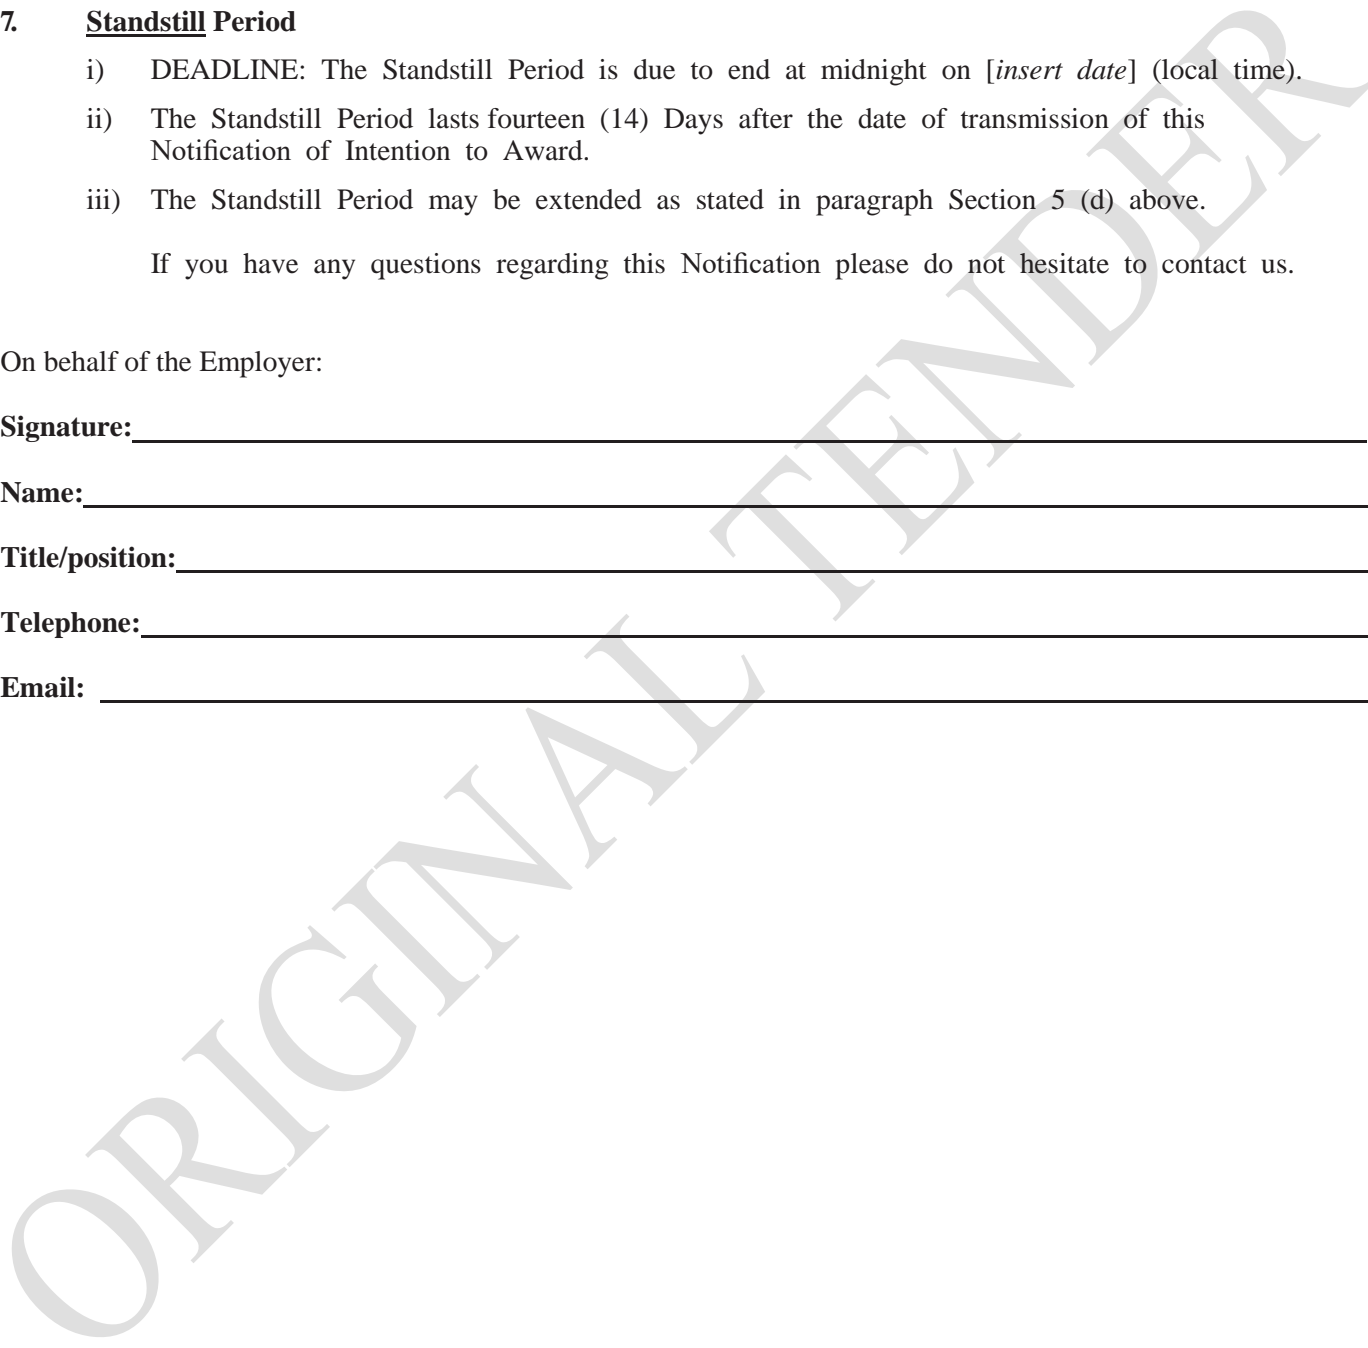 7. Standstill Period
i) DEADLINE: The Standstill Period is due to end at midnight on [insert date] (local time).
ii) The Standstill Period lasts fourteen (14) Days after the date of transmission of this
Notification of Intention to Award.
iii) The Standstill Period may be extended as stated in paragraph Section 5 (d) above.
If you have any questions regarding this Notification please do not hesitate to contact us.
On behalf of the Employer:
Signature:
Name:
Title/position:
Telephone:
Email:
ORIGINAL TENDER